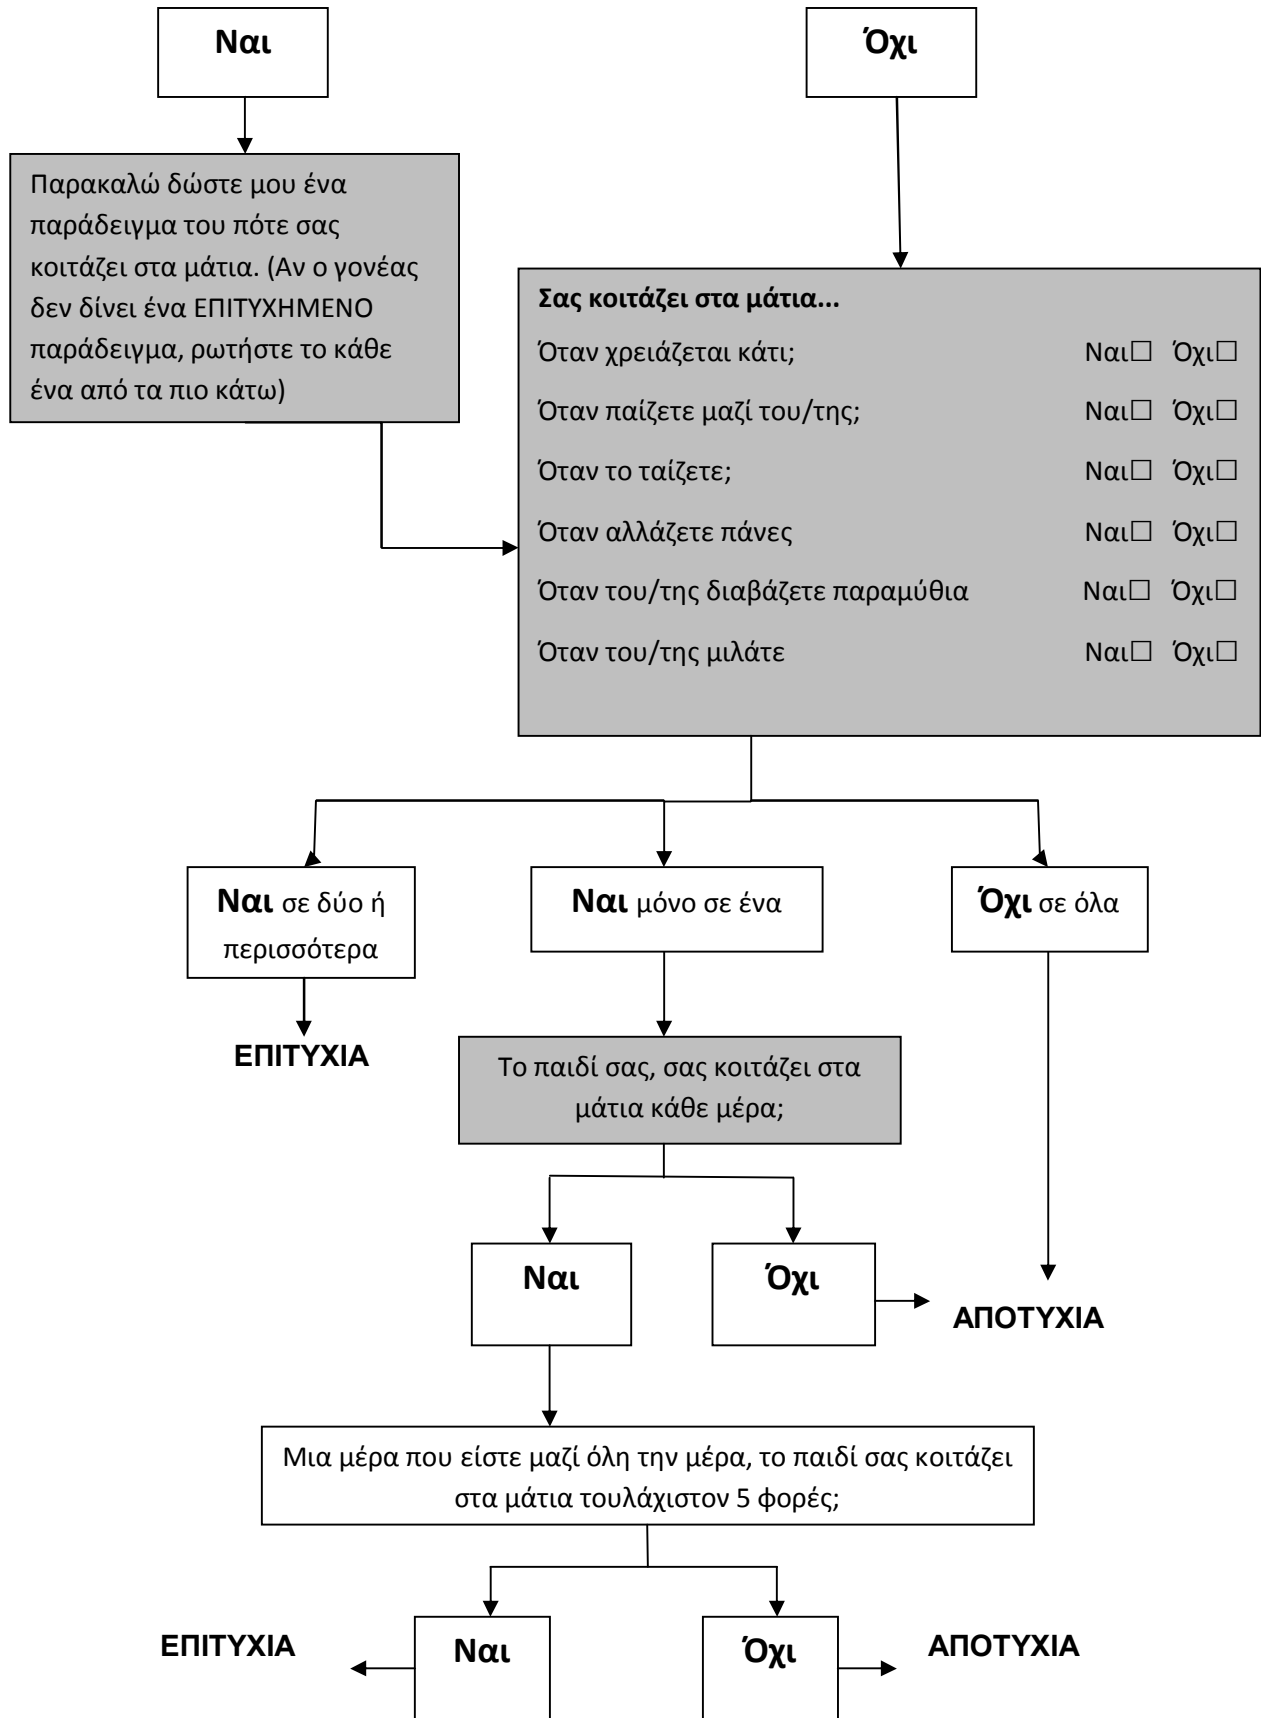 Ναι
Όχι
Παρακαλώ δώστε μου ένα
παράδειγμα του πότε σας
κοιτάζει στα μάτια. (Αν ο γονέας
δεν δίνει ένα ΕΠΙΤΥΧΗΜΕΝΟ
παράδειγμα, ρωτήστε το κάθε
ένα από τα πιο κάτω)
Σας κοιτάζει στα μάτια...
Όταν χρειάζεται κάτι; Ναι☐ Όχι☐
Όταν παίζετε μαζί του/της; Ναι☐ Όχι☐
Όταν το ταίζετε; Ναι☐ Όχι☐
Όταν αλλάζετε πάνες Ναι☐ Όχι☐
Όταν του/της διαβάζετε παραμύθια Ναι☐ Όχι☐
Όταν του/της μιλάτε Ναι☐ Όχι☐
Ναι σε δύο ή
περισσότερα
Ναι μόνο σε ένα
Όχι σε όλα
ΕΠΙΤΥΧΙΑ
Το παιδί σας, σας κοιτάζει στα
μάτια κάθε μέρα;
Ναι
Όχι
ΑΠΟΤΥΧΙΑ
Μια μέρα που είστε μαζί όλη την μέρα, το παιδί σας κοιτάζει
στα μάτια τουλάχιστον 5 φορές;
ΕΠΙΤΥΧΙΑ
Ναι
Όχι
ΑΠΟΤΥΧΙΑ